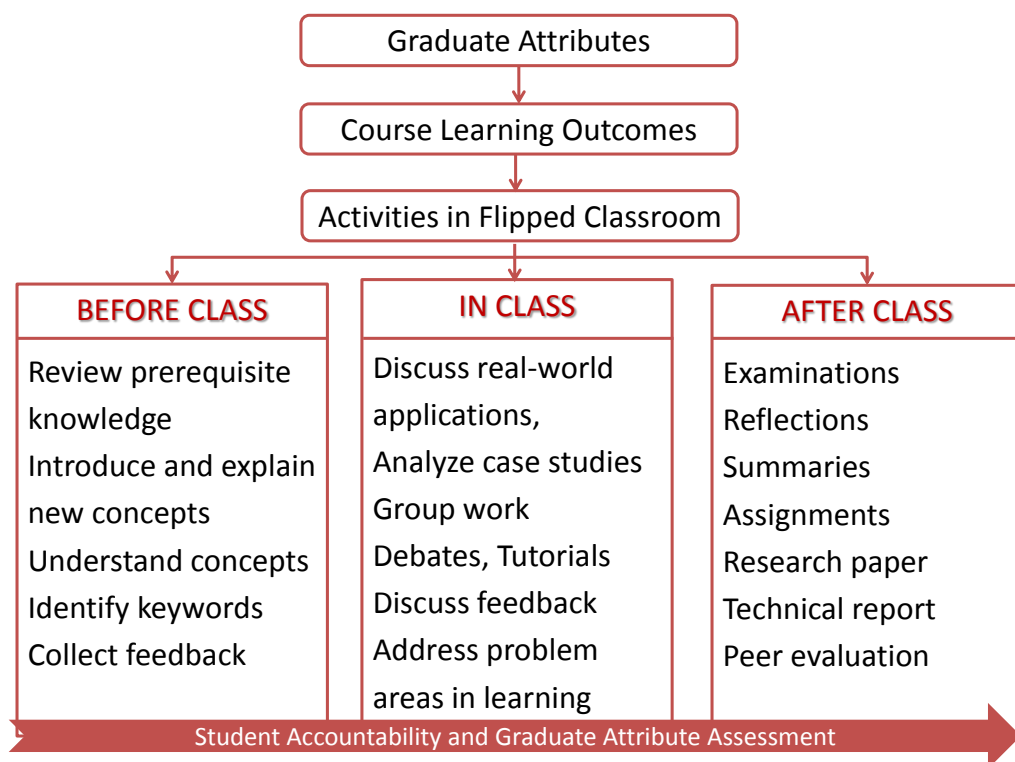 Graduate Attributes
Course Learning Outcomes
Activities in Flipped Classroom
BEFORE CLASS
Review prerequisite
knowledge
Introduce and explain
new concepts
Understand concepts
Identify keywords
Collect feedback
IN CLASS
Discuss real-world
applications,
Analyze case studies
Group work
Debates, Tutorials
Discuss feedback
Address problem
areas in learning
AFTER CLASS
Examinations
Reflections
Summaries
Assignments
Research paper
Technical report
Peer evaluation
Student Accountability and Graduate Attribute Assessment